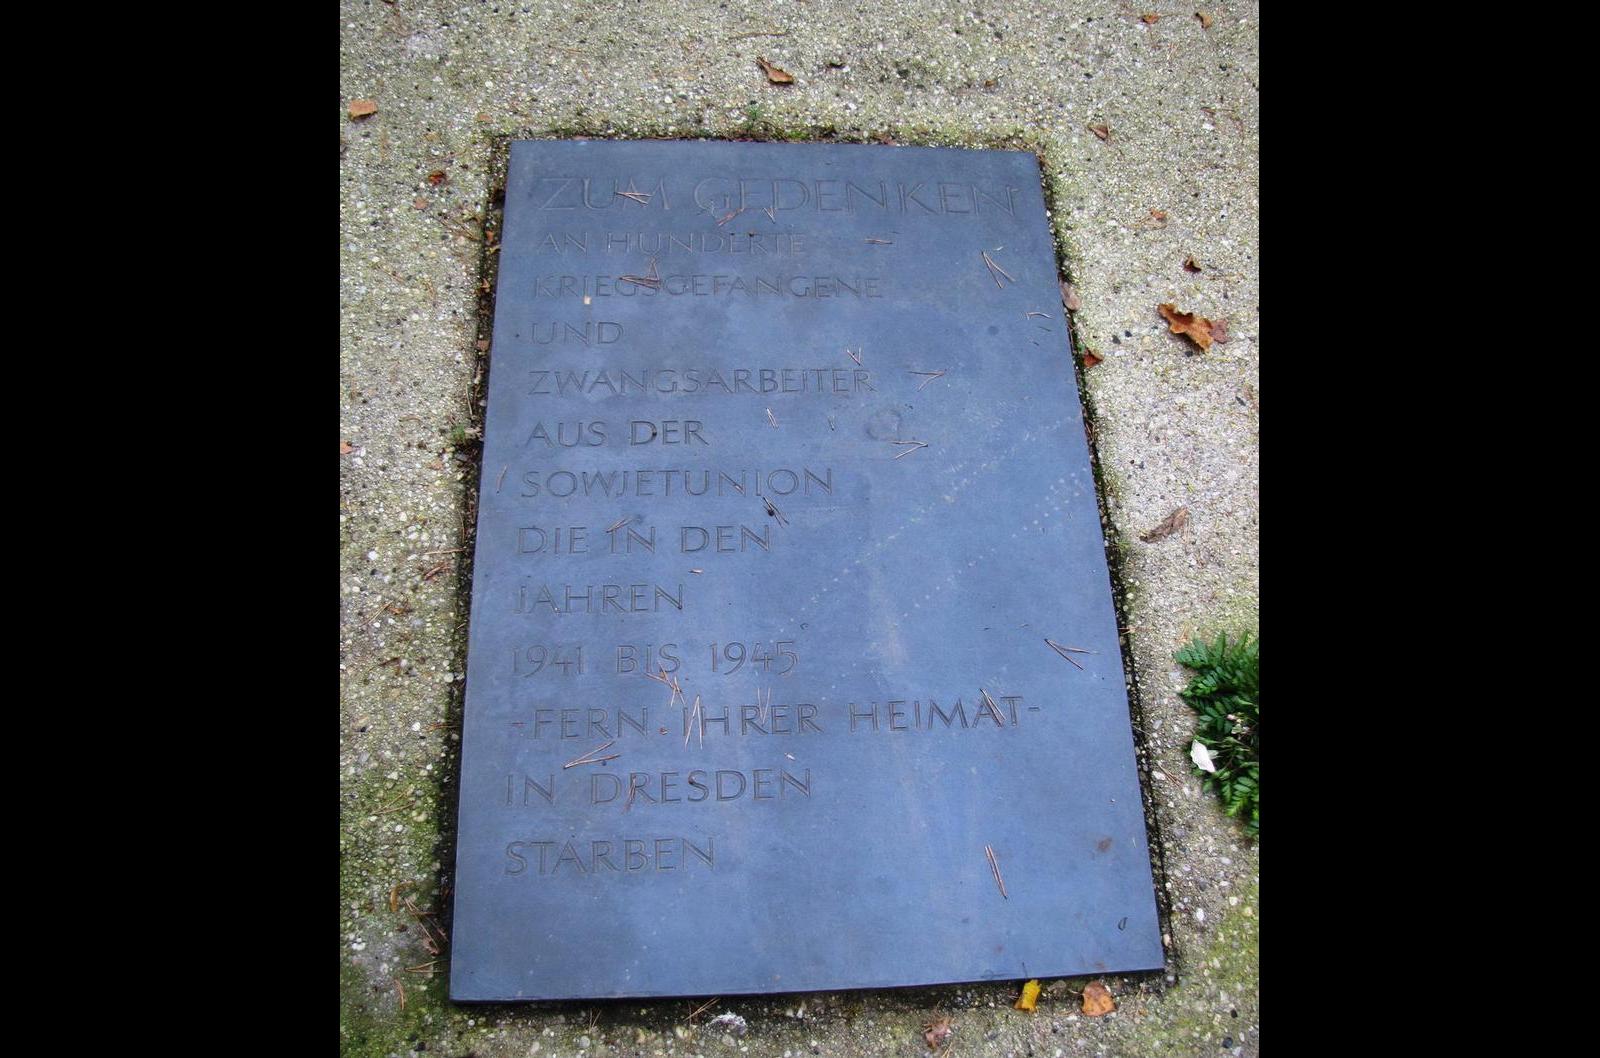 ZUM GEDENKEN
AN HUNDERTE
KRIEGSGEFANGENE
UND
ZWANGSARBEITER
AUS DER
SOWJETUNION
DIE IN DEN
JAHREN
1941 BIS 1945
-FERN IHRER HEIMAT-
IN DRESDEN
STARBEN